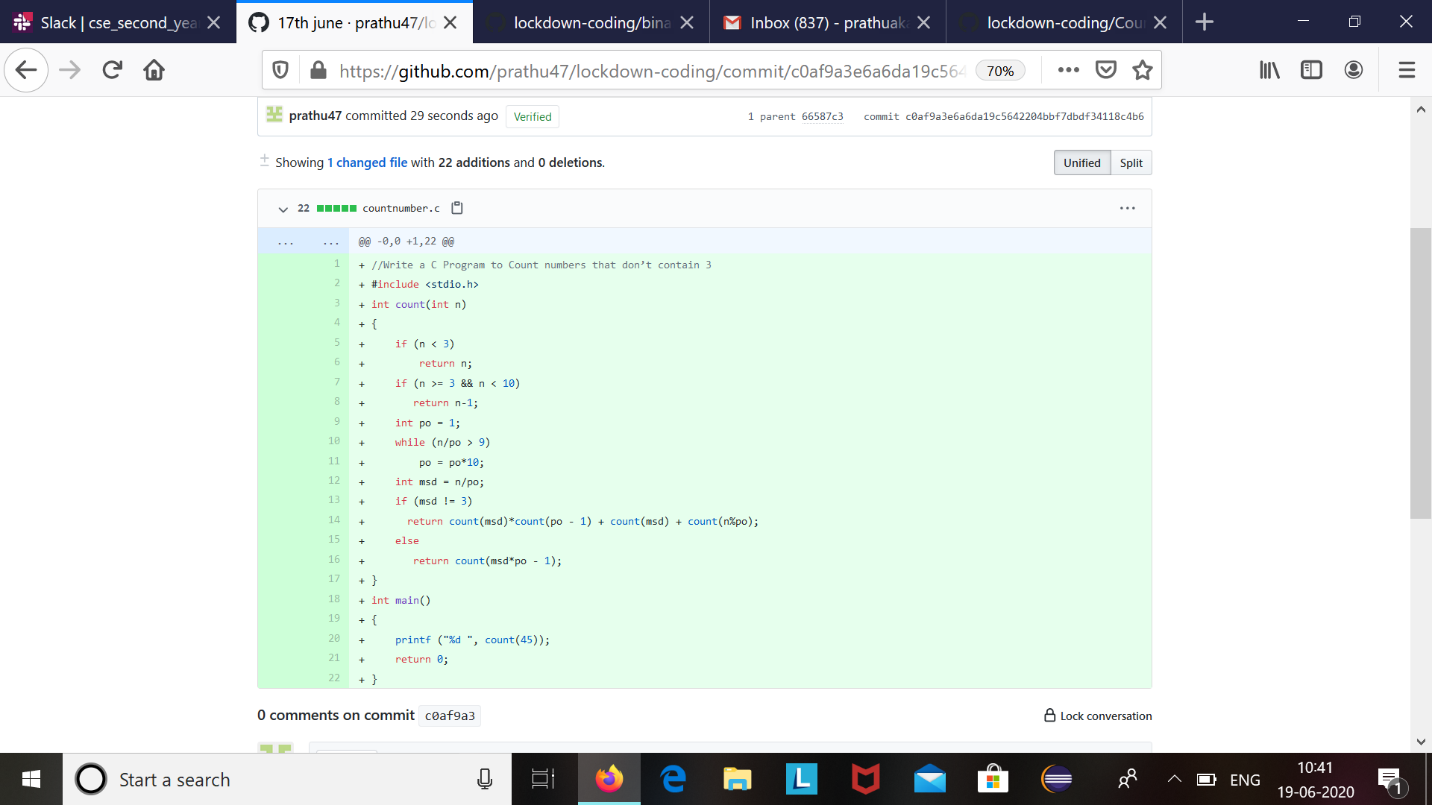 Slack | cse_second_yea
17th june · prathu47/lo
lockdown-coding/bina
Inbox (837) - prathuak
lockdown-coding/Cou
https://github.com/prathu47/lockdown-coding/commit/c0af9a3e6a6da19c564
70%
prathu47 committed 29 seconds ago Verified
1 parent 66587c3 commit c0af9a3e6a6da19c5642204bbf7dbdf34118c4b6
Showing 1 changed file with 22 additions and 0 deletions.
Unified Split
22 countnumber.c
... ... @@ -0,0 +1,22 @@
1 + //Write a C Program to Count numbers that don’t contain 3
2 + #include <stdio.h>
3 + int count(int n)
4 + {
5 + if (n < 3)
6 + return n;
7 + if (n >= 3 && n < 10)
8 + return n-1;
9 + int po = 1;
10 + while (n/po > 9)
11 + po = po*10;
12 + int msd = n/po;
13 + if (msd != 3)
14 + return count(msd)*count(po - 1) + count(msd) + count(n%po);
15 + else
16 + return count(msd*po - 1);
17 + }
18 + int main()
19 + {
20 + printf ("%d ", count(45));
21 + return 0;
22 + }
0 comments on commit c0af9a3
Lock conversation
Start a search
L
ENG
10:41
19-06-2020
1